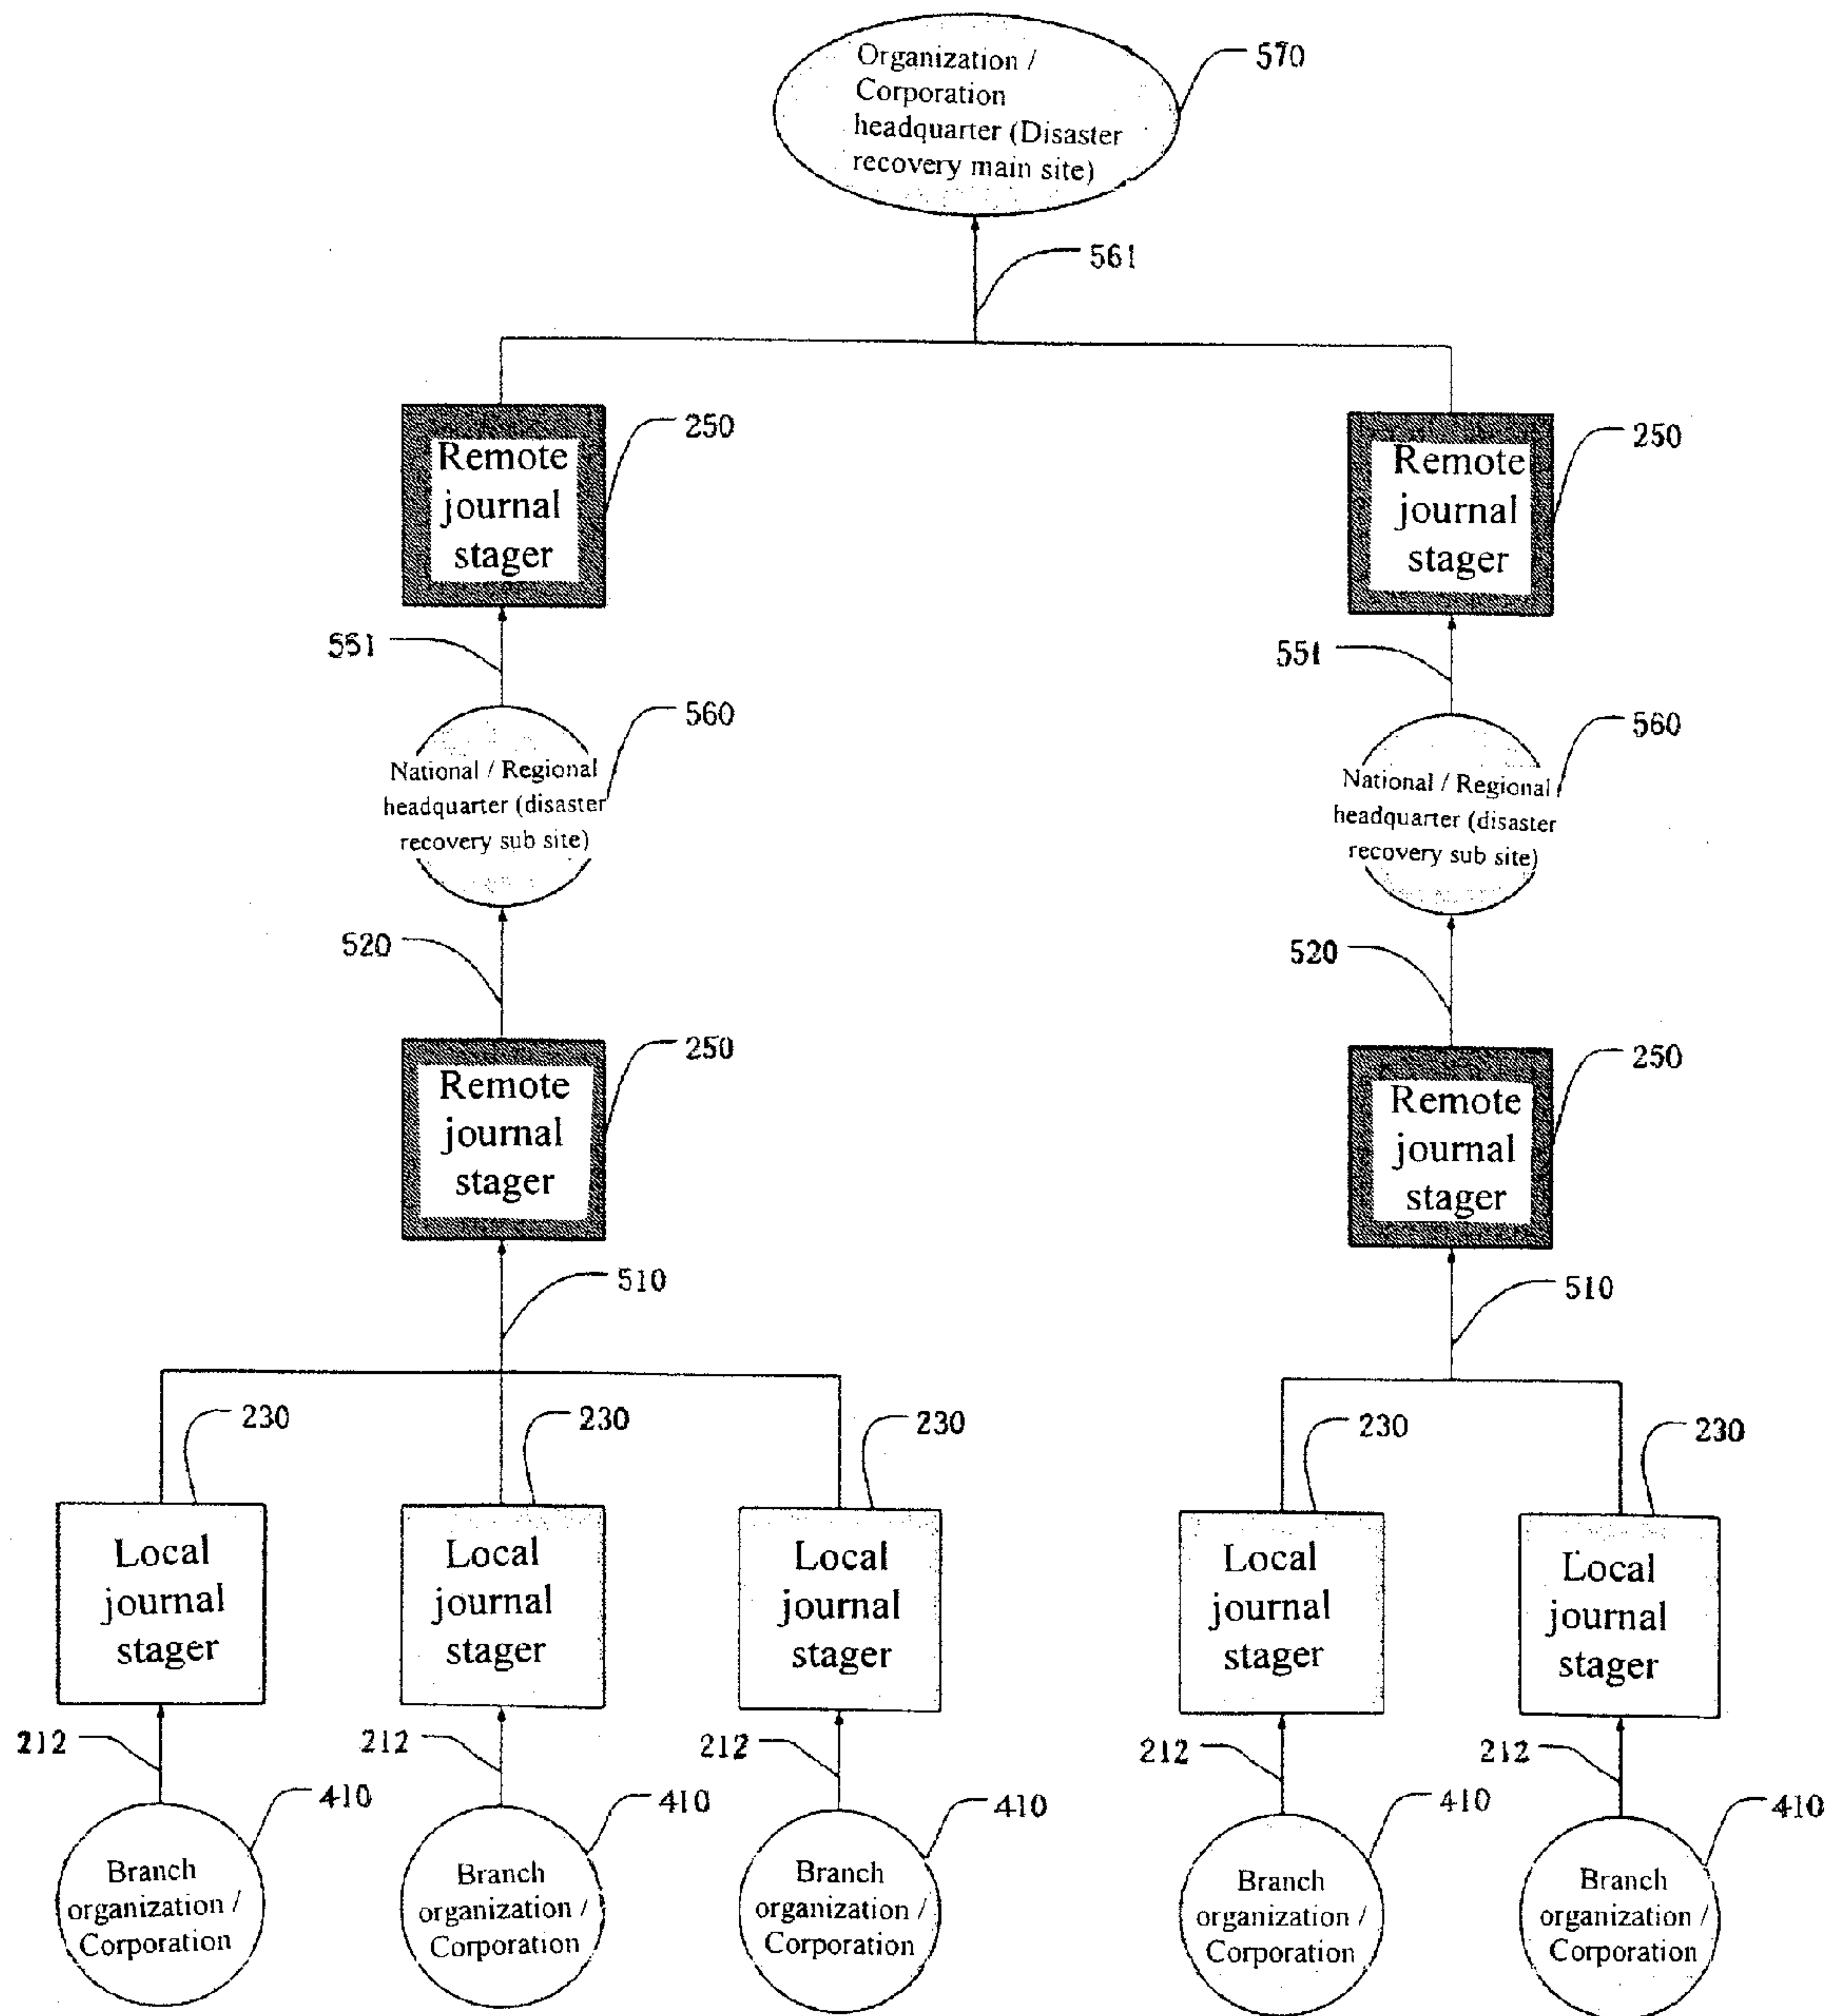 Organization /
Corporation
headquarter (Disaster
recovery main site)
570
561
Remote
journal
stager
250
Remote
journal
stager
250
551
551
National / Regional
headquarter (disaster
recovery sub site)
560
National / Regional
headquarter (disaster
recovery sub site)
560
520
520
Remote
journal
stager
250
Remote
journal
stager
250
510
510
230
230
230
230
230
Local
journal
stager
Local
journal
stager
Local
journal
stager
Local
journal
stager
Local
journal
stager
212
212
212
212
212
410
410
410
410
410
Branch
organization /
Corporation
Branch
organization /
Corporation
Branch
organization /
Corporation
Branch
organization /
Corporation
Branch
organization /
Corporation